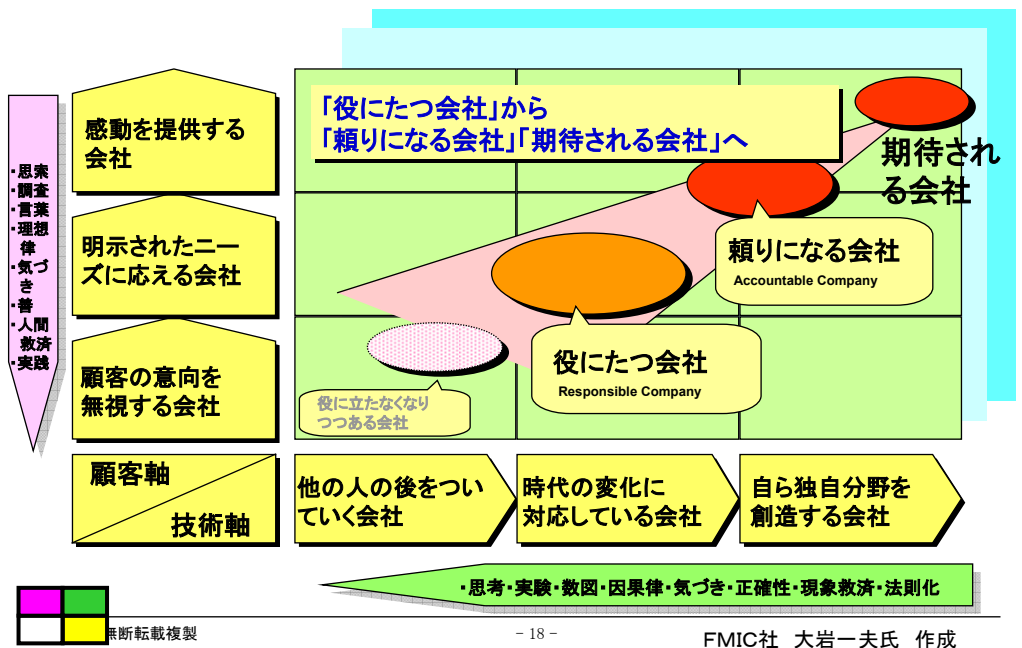 「役にたつ会社」から
「頼りになる会社」「期待される会社」へ
感動を提供する
会社
明示されたニー
ズに応える会社
顧客の意向を
無視する会社
・思索
・調査
・言葉
・理想
律
・気づ
き
・善
・人間
救済
・実践
期待され
る会社
頼りになる会社
Accountable Company
役にたつ会社
Responsible Company
役に立たなくなり
つつある会社
顧客軸
技術軸
他の人の後をつい
ていく会社
時代の変化に
対応している会社
自ら独自分野を
創造する会社
・思考・実験・数図・因果律・気づき・正確性・現象救済・法則化
無断転載複製
- 18 -
FMIC社 大岩一夫氏 作成